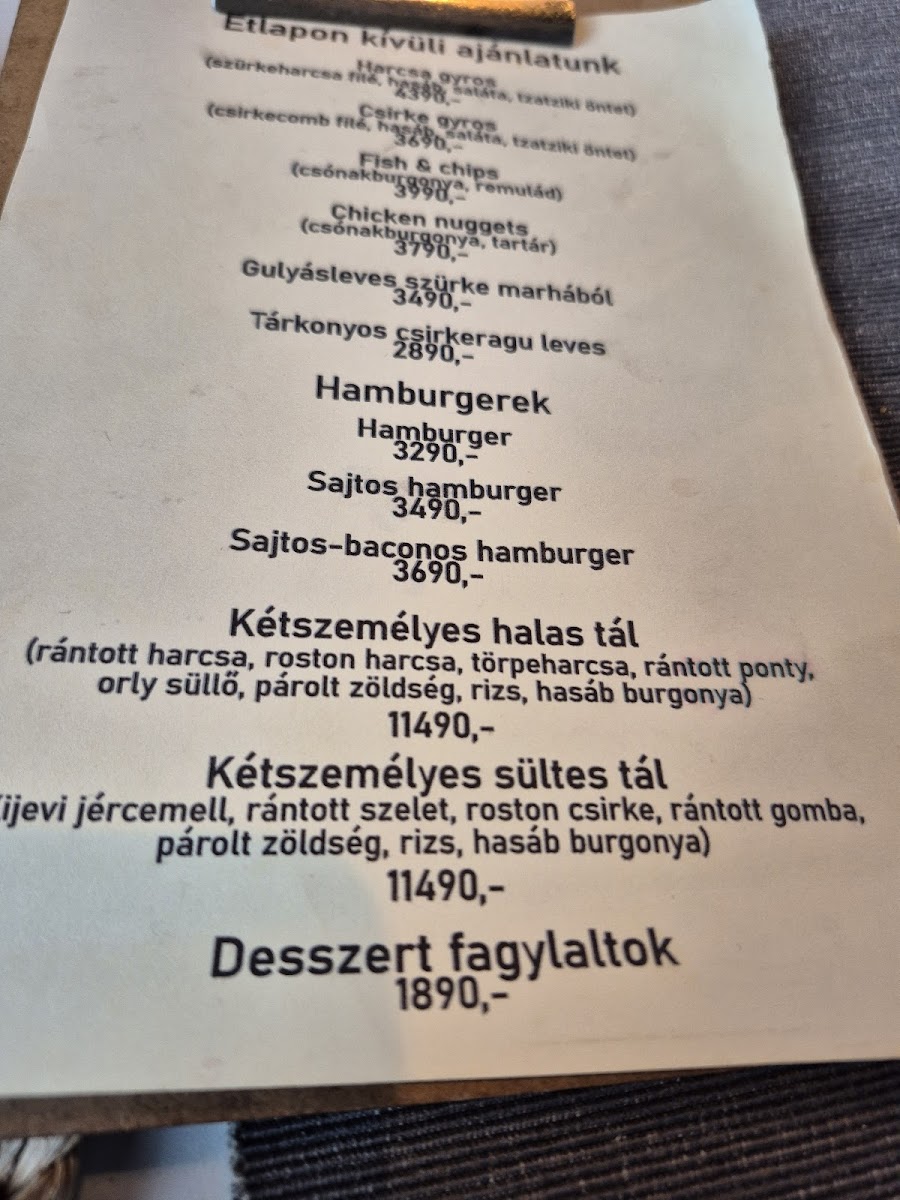 Étlapon kívüli ajánlatunk
Harcsa gyros
(szürkeharcsa filé, hasáb, saláta, tzatziki öntet)
4390,-
Csirke gyros
(csirkecomb filé, hasáb, saláta, tzatziki öntet)
3690,-
Fish & chips
(csónakburgonya, remulád)
3990,-
Chicken nuggets
(csónakburgonya, tartár)
3790,-
Gulyásleves szürke marhából
3490,-
Tárkonyos csirkeragu leves
2890,-
Hamburgerek
Hamburger
3290,-
Sajtos hamburger
3490,-
Sajtos-baconos hamburger
3690,-
Kétszemélyes halas tál
(rántott harcsa, roston harcsa, törpeharcsa, rántott ponty,
orly süllő, párolt zöldség, rizs, hasáb burgonya)
11490,-
Kétszemélyes sültes tál
ijevi jércemell, rántott szelet, roston csirke, rántott gomba,
párolt zöldség, rizs, hasáb burgonya)
11490,-
Desszert fagylaltok
1890,-